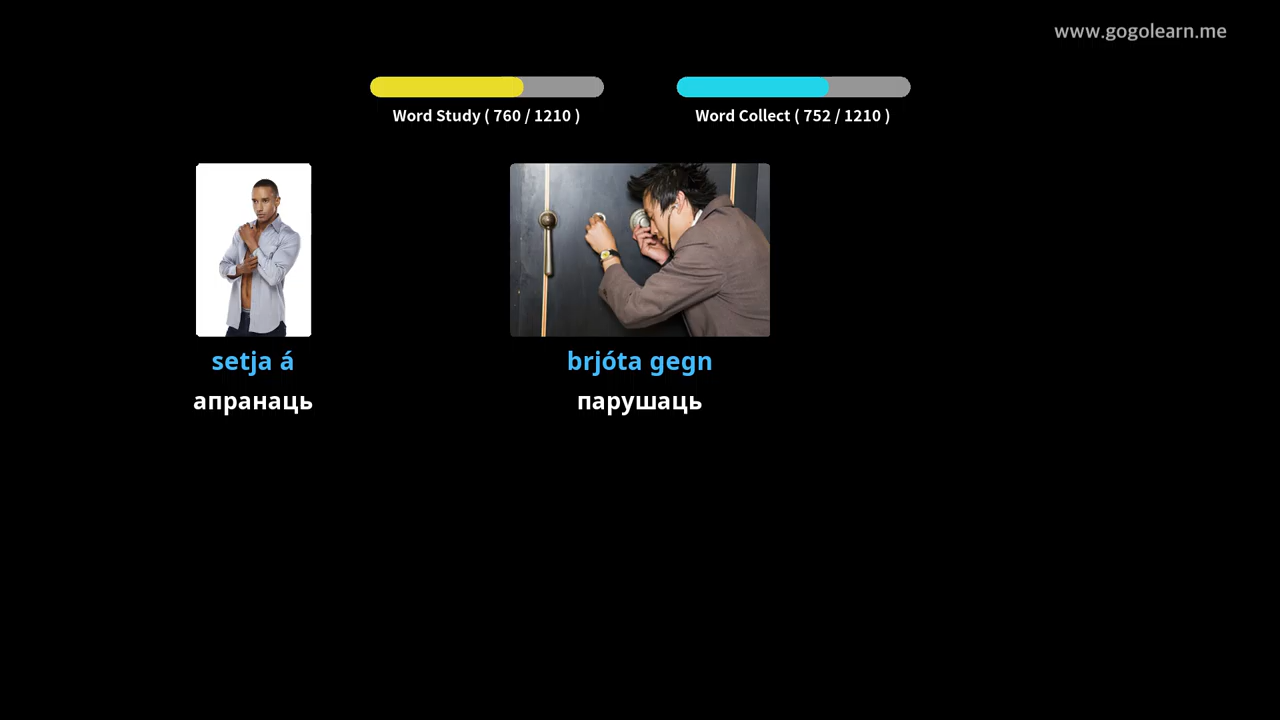 www.gogolearn.me
Word Study ( 760 / 1210 )
Word Collect ( 752 / 1210 )
setja á
апранаць
brjóta gegn
парушаць